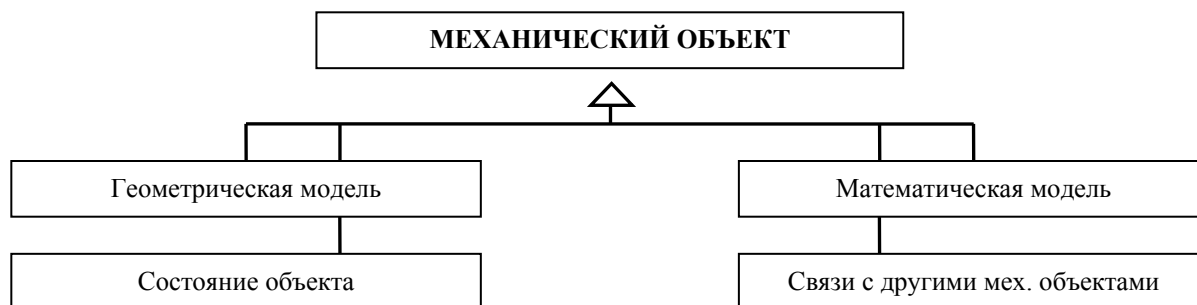 МЕХАНИЧЕСКИЙ ОБЪЕКТ
Геометрическая модель
Математическая модель
Состояние объекта
Связи с другими мех. объектами